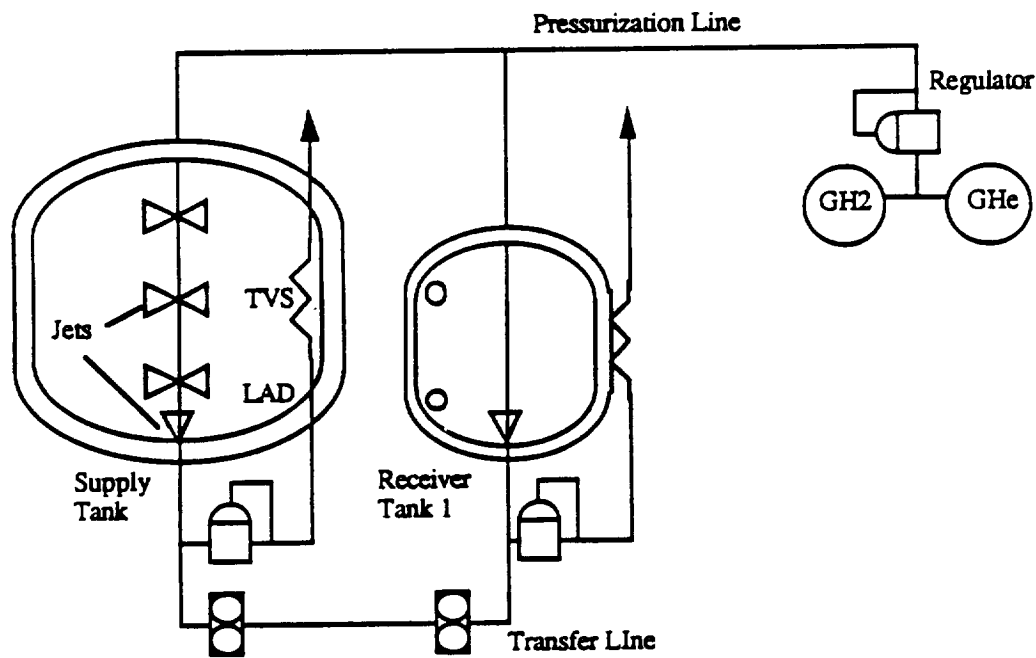 Pressurization Line
Regulator
GH2
GHe
TVS
Jets
LAD
Supply
Tank
Receiver
Tank 1
Transfer LIne